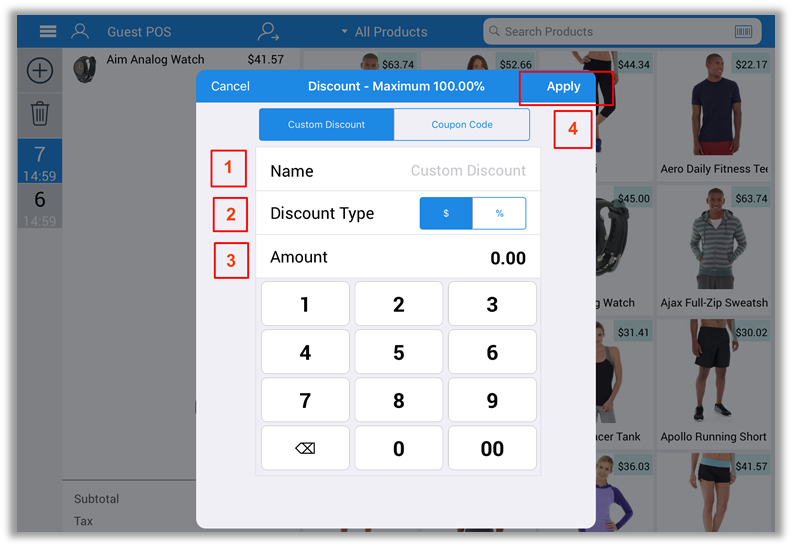 Guest POS
All Products
Search Products
Aim Analog Watch $41.57
$63.74
$52.66
$44.34
$22.17
Cancel
Discount - Maximum 100.00%
Apply
Custom Discount
Coupon Code
4
7
14:59
6
14:59
1
Name
Custom Discount
2
Discount Type
$
%
3
Amount
0.00
1
2
3
4
5
6
7
8
9
0
00
Aero Daily Fitness Tee
$45.00
$63.74
g Watch
Ajax Full-Zip Sweatsh
$31.41
$30.02
cer Tank
Apollo Running Short
$36.03
$41.57
Subtotal
Tax